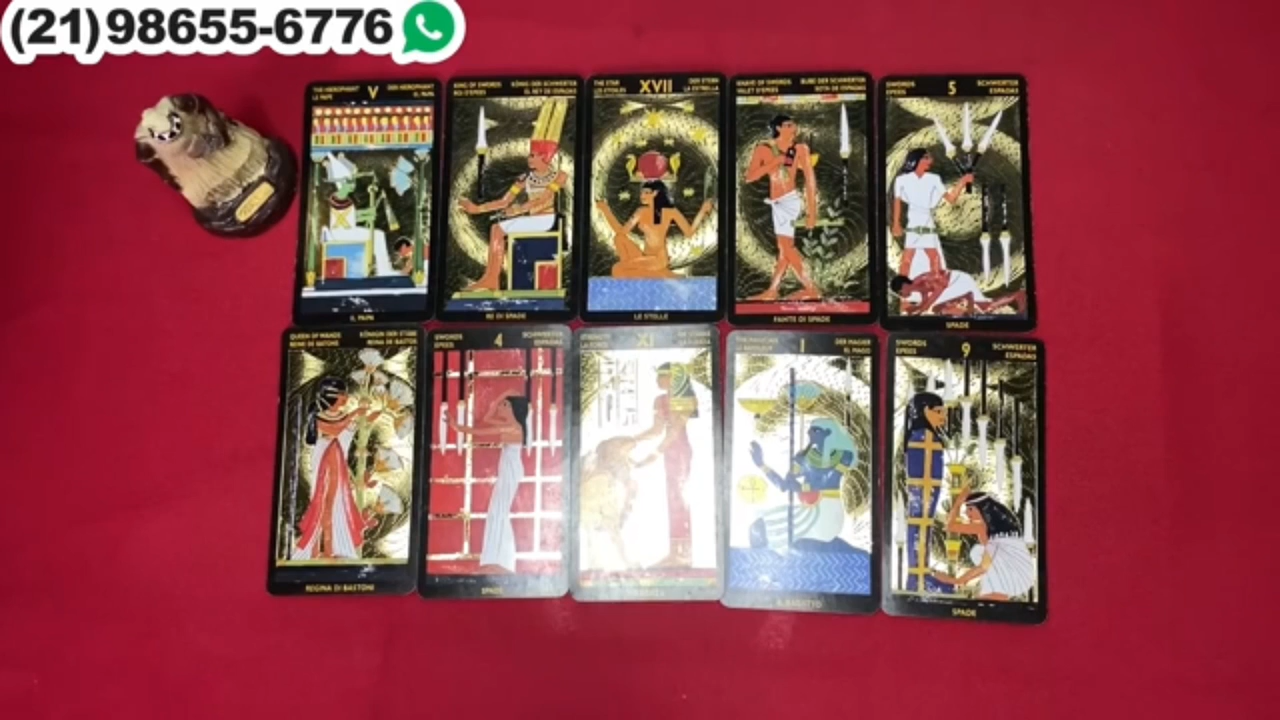 (21)98655-6776
THE HIEROPHANT
LE PAPE
V
DER HIEROPHANT
EL PAPA
IL PAPA
KING OF SWORDS
ROI D'EPEES
KÖNIG DER SCHWERTER
EL REY DE ESPADAS
RE DI SPADE
THE STAR
LES ETOILES
XVII
DER STERN
LA ESTRELLA
LE STELLE
KNAVE OF SWORDS
VALET D'EPEES
BUBE DER SCHWERTER
SOTA DE ESPADAS
FANTE DI SPADE
SWORDS
EPEES
5
SCHWERTER
ESPADAS
SPADE
QUEEN OF WANDS
REINE DE BATONS
KÖNIGIN DER STÄBE
REINA DE BASTOS
REGINA DI BASTONI
SWORDS
EPEES
4
SCHWERTER
ESPADAS
SPADE
XI
LA FORCE
I
DER MAGIER
EL MAGO
IL BAGATTO
SWORDS
EPEES
9
SCHWERTER
ESPADAS
SPADE